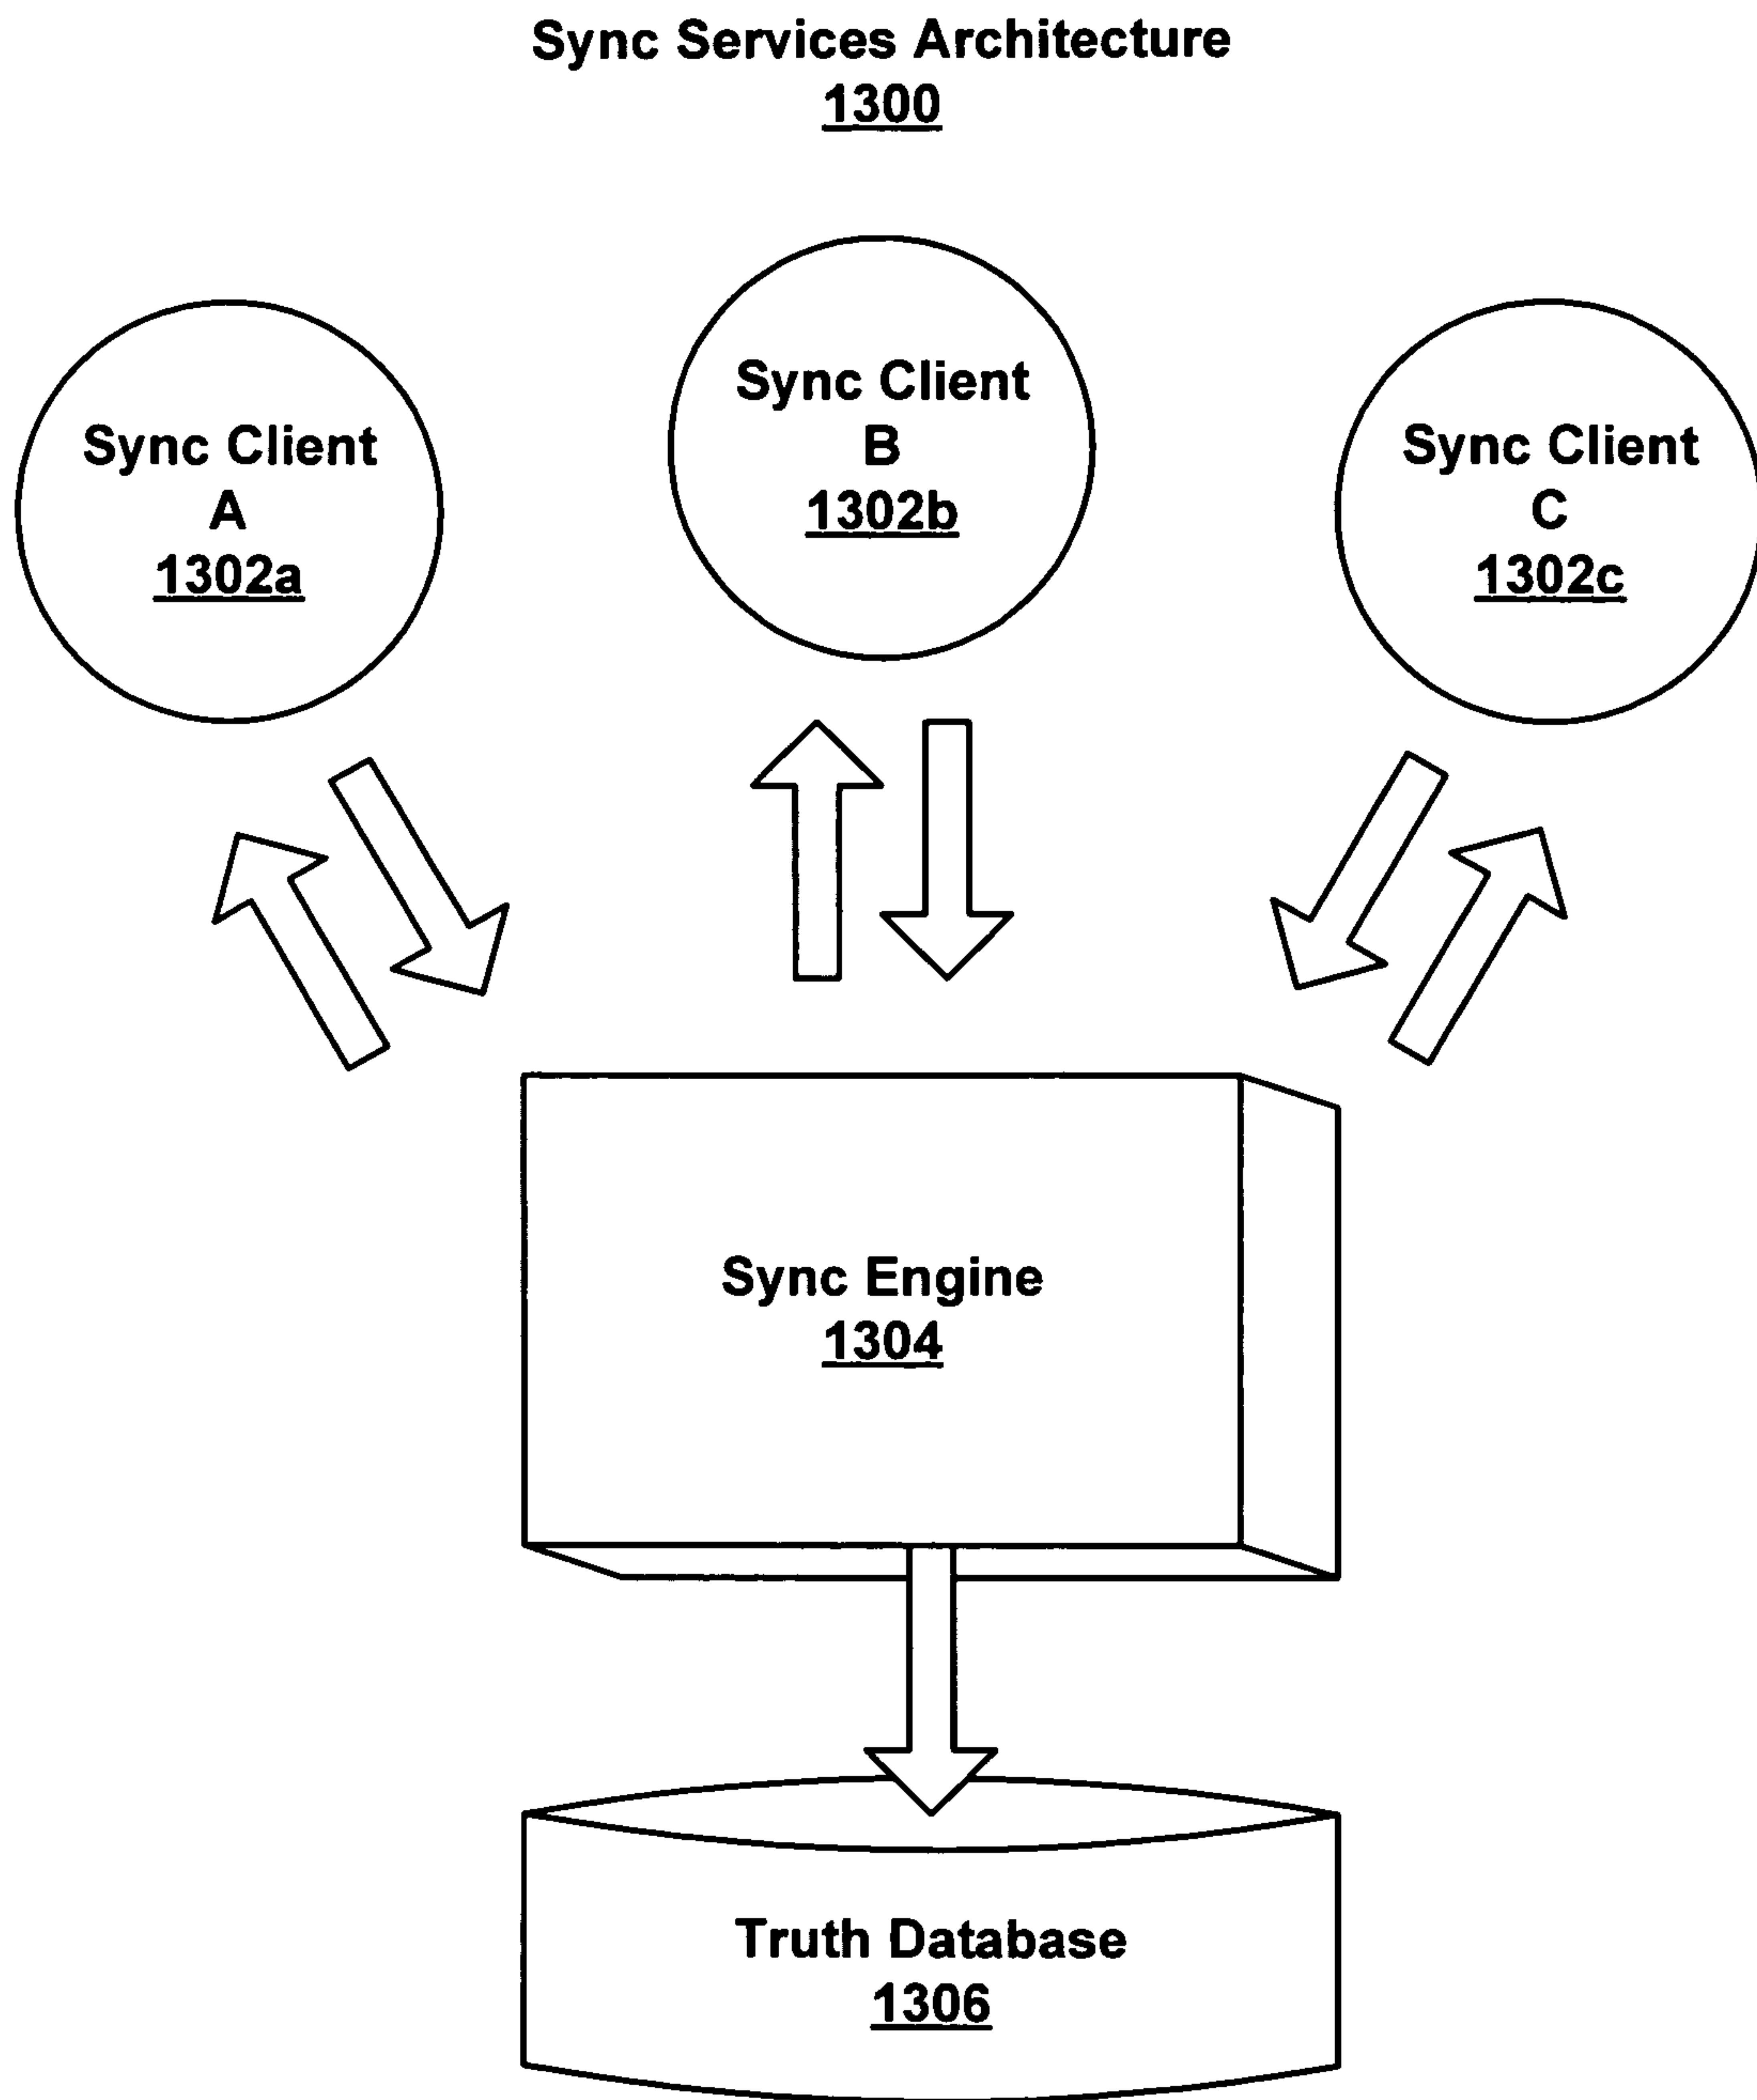 Sync Services Architecture
1300
Sync Client
A
1302a
Sync Client
B
1302b
Sync Client
C
1302c
Sync Engine
1304
Truth Database
1306